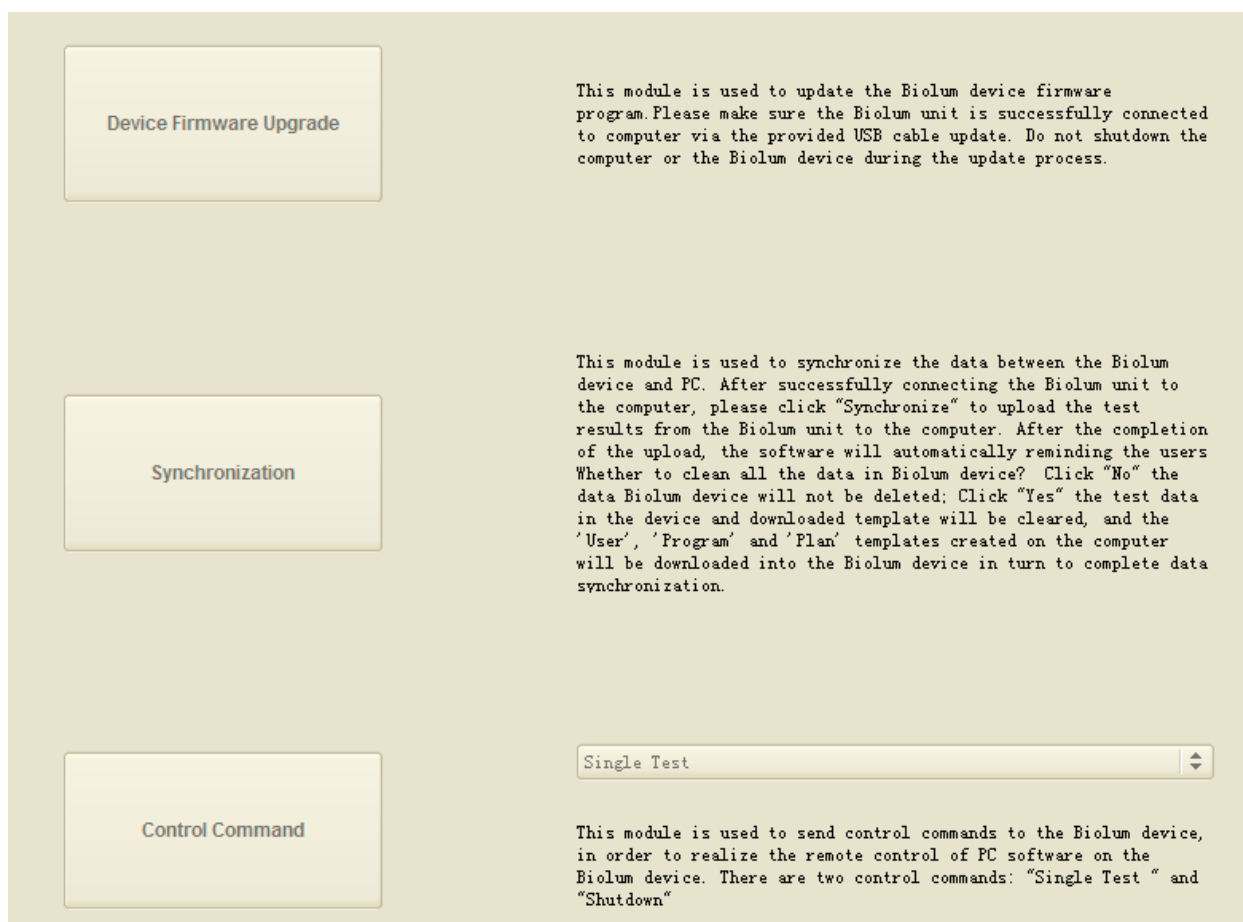 Device Firmware Upgrade
This module is used to update the Biolum device firmware
program.Please make sure the Biolum unit is successfully connected
to computer via the provided USB cable update. Do not shutdown the
computer or the Biolum device during the update process.
Synchronization
This module is used to synchronize the data between the Biolum
device and PC. After successfully connecting the Biolum unit to
the computer, please click "Synchronize" to upload the test
results from the Biolum unit to the computer. After the completion
of the upload, the software will automatically reminding the users
Whether to clean all the data in Biolum device?  Click "No" the
data Biolum device will not be deleted; Click "Yes" the test data
in the device and downloaded template will be cleared, and the
'User', 'Program' and 'Plan' templates created on the computer
will be downloaded into the Biolum device in turn to complete data
synchronization.
Control Command
Single Test
This module is used to send control commands to the Biolum device,
in order to realize the remote control of PC software on the
Biolum device. There are two control commands: "Single Test " and
"Shutdown"